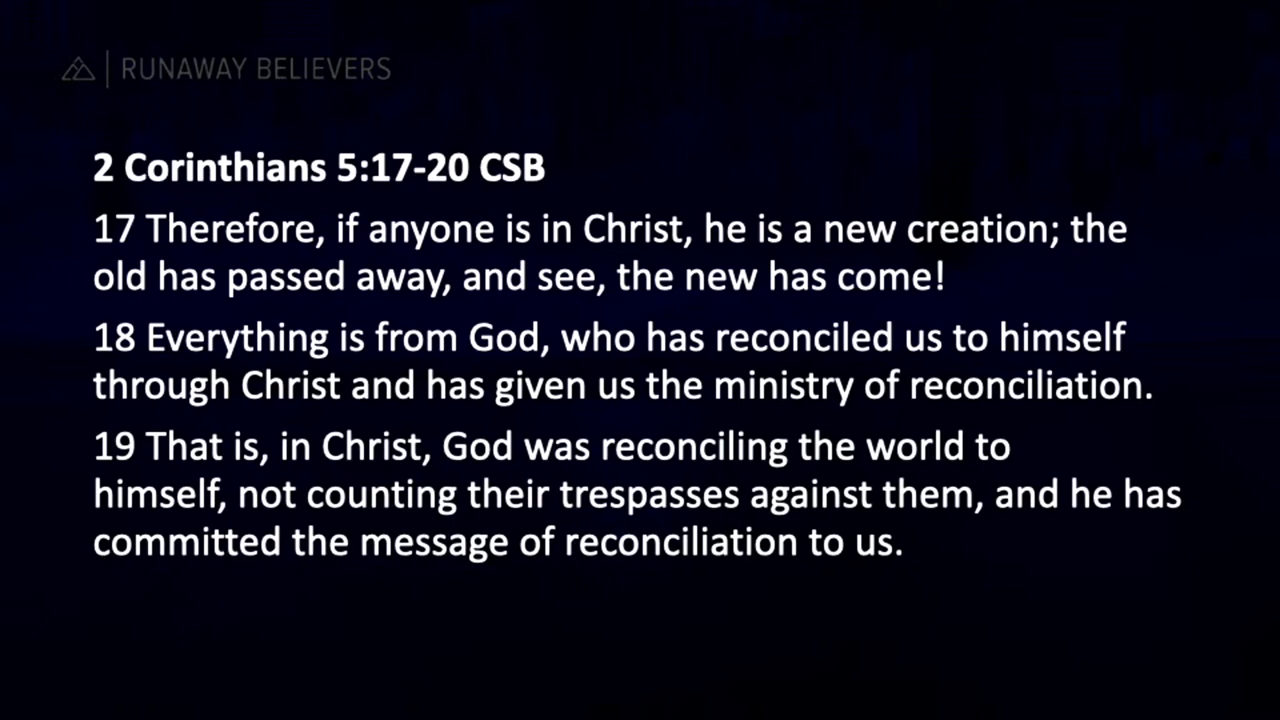 RUNAWAY BELIEVERS
2 Corinthians 5:17-20 CSB
17 Therefore, if anyone is in Christ, he is a new creation; the
old has passed away, and see, the new has come!
18 Everything is from God, who has reconciled us to himself
through Christ and has given us the ministry of reconciliation.
19 That is, in Christ, God was reconciling the world to
himself, not counting their trespasses against them, and he has
committed the message of reconciliation to us.